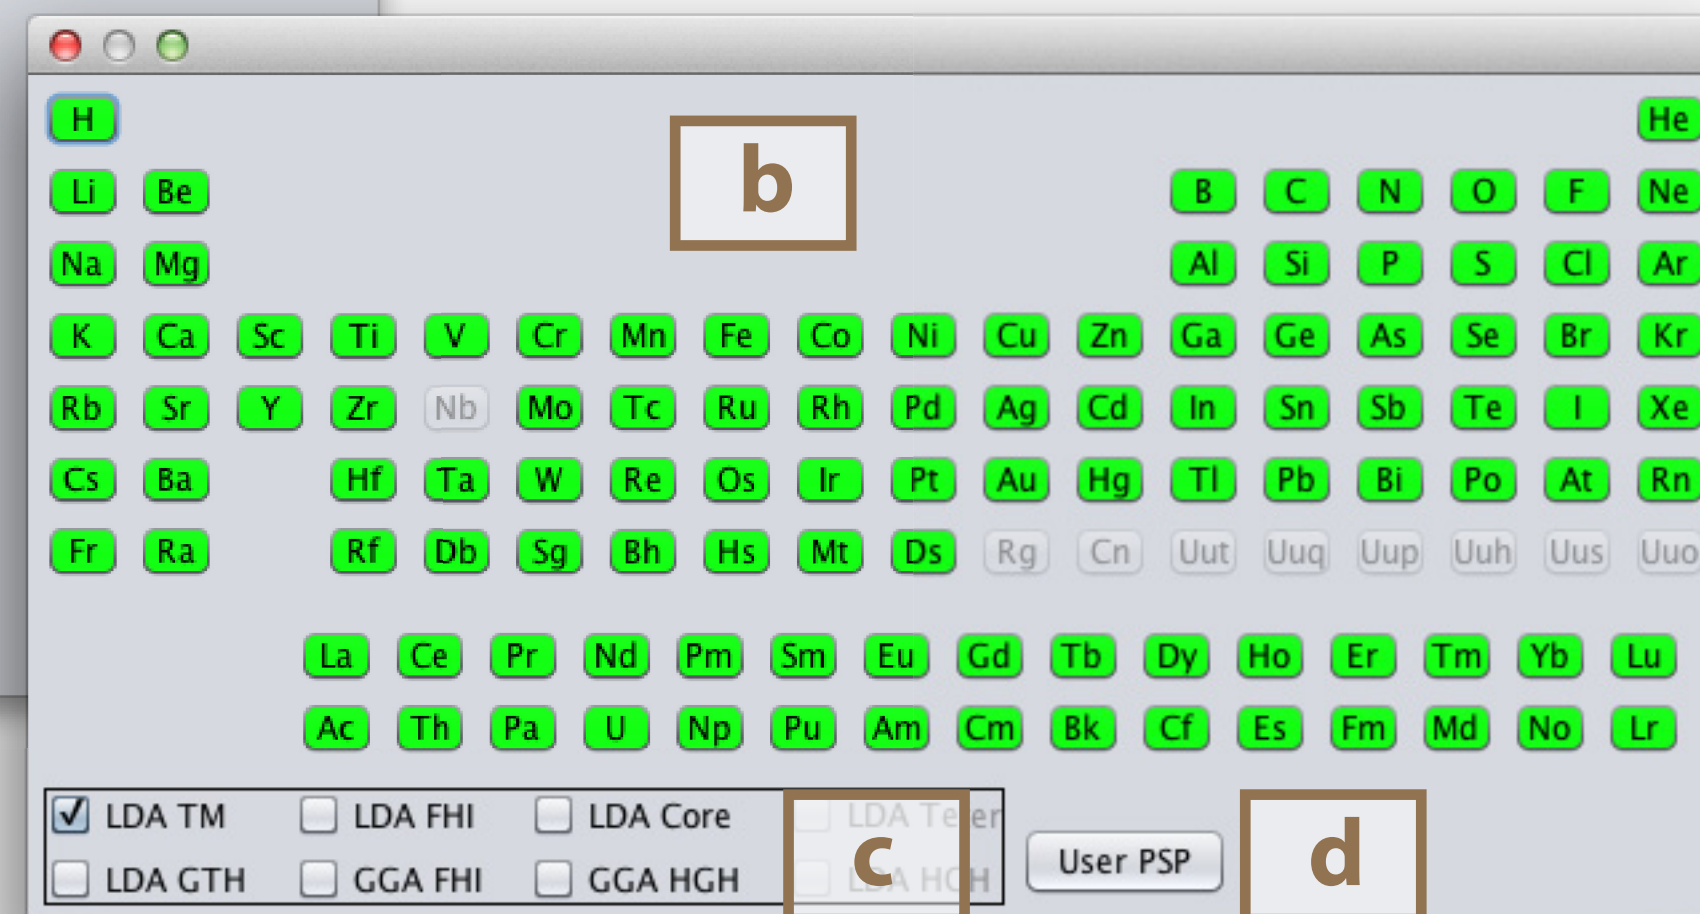 H He
b
Li Be B C N O F Ne
Na Mg Al Si P S Cl Ar
K Ca Sc Ti V Cr Mn Fe Co Ni Cu Zn Ga Ge As Se Br Kr
Rb Sr Y Zr Nb Mo Tc Ru Rh Pd Ag Cd In Sn Sb Te I Xe
Cs Ba Hf Ta W Re Os Ir Pt Au Hg Tl Pb Bi Po At Rn
Fr Ra Rf Db Sg Bh Hs Mt Ds Rg Cn Uut Uuq Uup Uuh Uus Uuo
La Ce Pr Nd Pm Sm Eu Gd Tb Dy Ho Er Tm Yb Lu
Ac Th Pa U Np Pu Am Cm Bk Cf Es Fm Md No Lr
LDA TM LDA FHI LDA Core LDA Teter
LDA GTH GGA FHI GGA HGH LDA HGH
c
User PSP
d